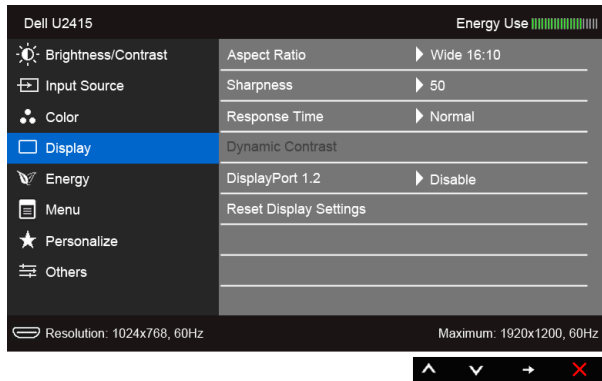 Dell U2415 Energy Use
Brightness/Contrast Aspect Ratio Wide 16:10
Input Source Sharpness 50
Color Response Time Normal
Display Dynamic Contrast
Energy DisplayPort 1.2 Disable
Menu Reset Display Settings
Personalize
Others
Resolution: 1024x768, 60Hz Maximum: 1920x1200, 60Hz